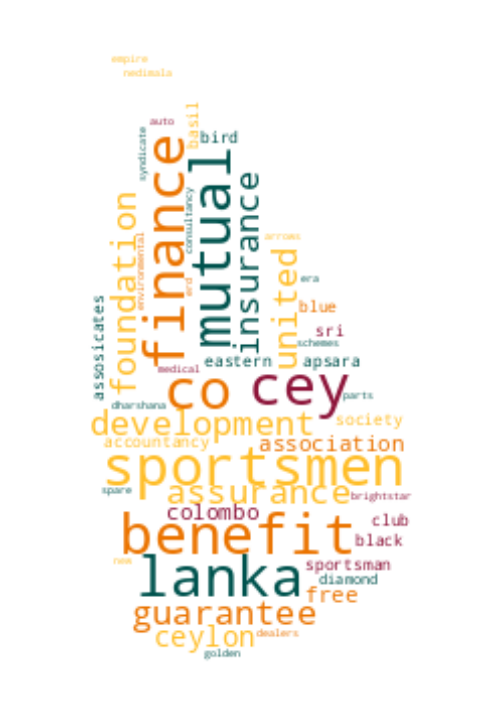 empire
nedimala
auto
basil
bird
syndicate
finance
mutual
insurance
consultancy
foundation
environmental
erd
united
arrows
era
assosicates
blue
sri
schemes
eastern
apsara
medical
co
cey
parts
dharshana
development
society
accountancy
association
sportsmen
spare
assurance
brightstar
colombo
club
benefit
black
new
lanka
sportsman
diamond
free
guarantee
ceylon
dealers
golden